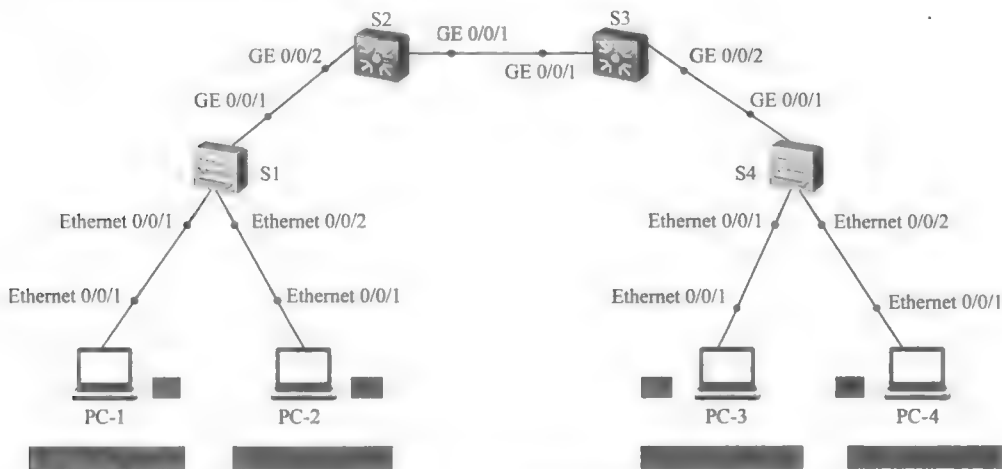 S2
S3
GE 0/0/1
GE 0/0/2
GE 0/0/1
GE 0/0/2
GE 0/0/1
GE 0/0/1
S1
S4
Ethernet 0/0/1
Ethernet 0/0/2
Ethernet 0/0/1
Ethernet 0/0/2
Ethernet 0/0/1
Ethernet 0/0/1
Ethernet 0/0/1
Ethernet 0/0/1
PC-1
PC-2
PC-3
PC-4